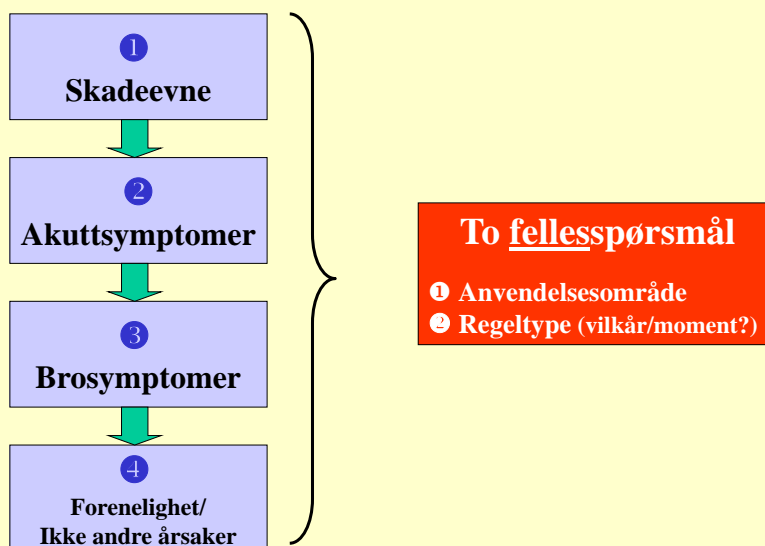 ❶
Skadeevne
❷
Akuttsymptomer
❸
Brosymptomer
❹
Forenelighet/
Ikke andre årsaker
To fellesspørsmål
❶ Anvendelsesområde
❷ Regeltype (vilkår/moment?)